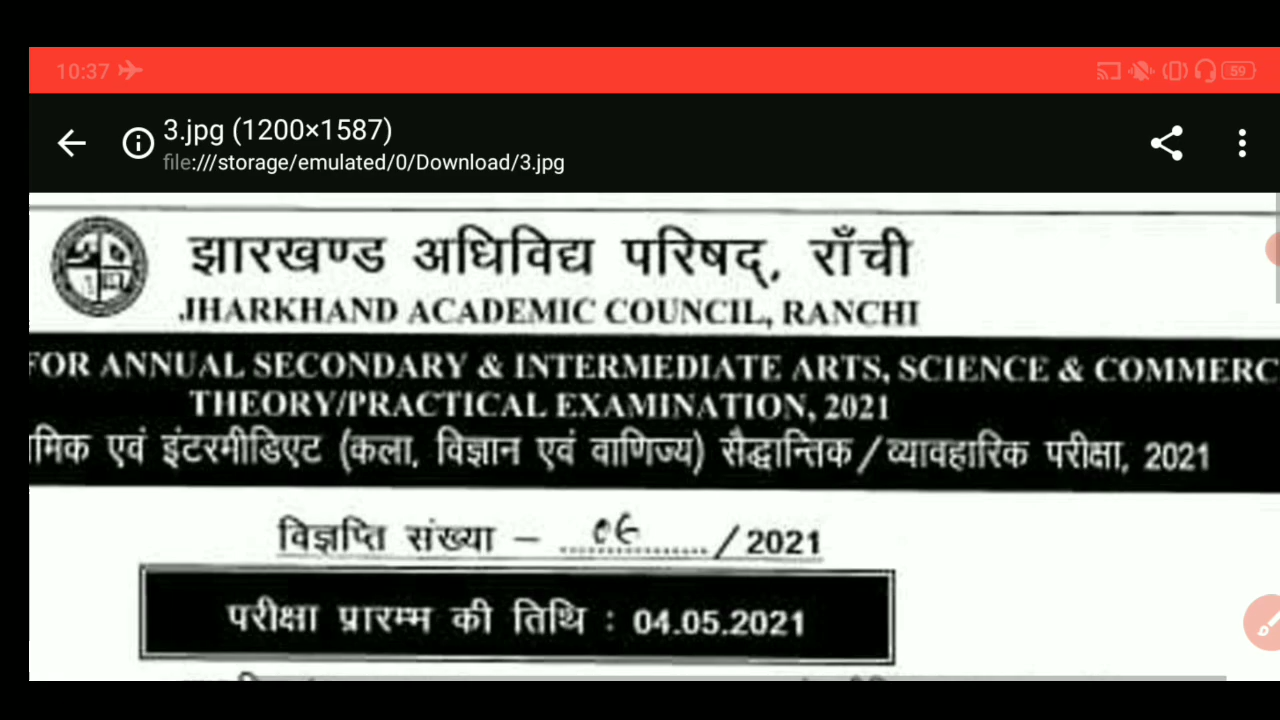 10:37
59
3.jpg (1200×1587)
file:///storage/emulated/0/Download/3.jpg
झारखण्ड अधिविद्य परिषद्, राँची
JHARKHAND ACADEMIC COUNCIL, RANCHI
FOR ANNUAL SECONDARY & INTERMEDIATE ARTS, SCIENCE & COMMERC
THEORY/PRACTICAL EXAMINATION, 2021
मिक एवं इंटरमीडिएट (कला, विज्ञान एवं वाणिज्य) सैद्धान्तिक/व्यावहारिक परीक्षा, 2021
विज्ञप्ति संख्या – ........ /2021
परीक्षा प्रारम्भ की तिथि : 04.05.2021